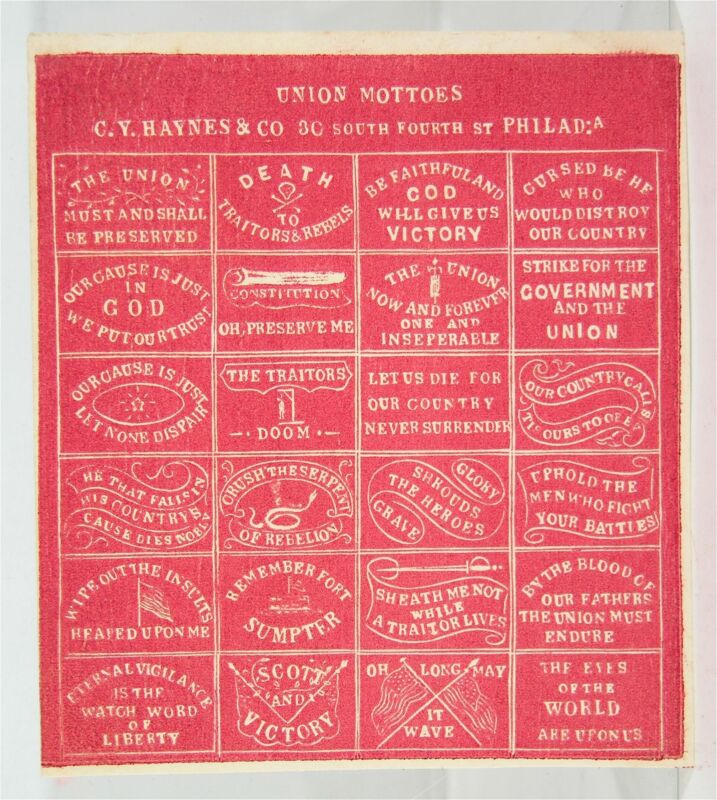 UNION MOTTOES
C.Y. HAYNES & CO 30 SOUTH FOURTH ST PHILAD:A
THE UNION
MUST AND SHALL
BE PRESERVED
DEATH
TO
TRAITORS & REBELS
BE FAITHFUL AND
GOD
WILL GIVE US
VICTORY
CURSED BE HE
WHO
WOULD DISTROY
OUR COUNTRY
OUR CAUSE IS JUST
IN
GOD
WE PUT OUR TRUST
CONSTITUTION
OH, PRESERVE ME
THE UNION
NOW AND FOREVER
ONE AND
INSEPERABLE
STRIKE FOR THE
GOVERNMENT
AND THE
UNION
OUR CAUSE IS JUST
LET NONE DISPAIR
THE TRAITORS
DOOM
LET US DIE FOR
OUR COUNTRY
NEVER SURRENDER
OUR COUNTRY CALLS
TIS OURS TO OBEY
HE THAT FALLS IN
HIS COUNTRYS
CAUSE DIES NOBLY
CRUSH THE SERPENT
OF REBELION
GLORY
SHROUDS
THE HEROES
GRAVE
UPHOLD THE
MEN WHO FIGHT
YOUR BATTLES
WIPE OUT THE INSULTS
HEAPED UPON ME
REMEMBER FORT
SUMPTER
SHEATH ME NOT
WHILE
A TRAITOR LIVES
BY THE BLOOD OF
OUR FATHERS
THE UNION MUST
ENDURE
ETERNAL VIGILANCE
IS THE
WATCH WORD
OF
LIBERTY
SCOTT
AND
VICTORY
OH LONG MAY
IT
WAVE
THE EYES
OF THE
WORLD
ARE UPON US